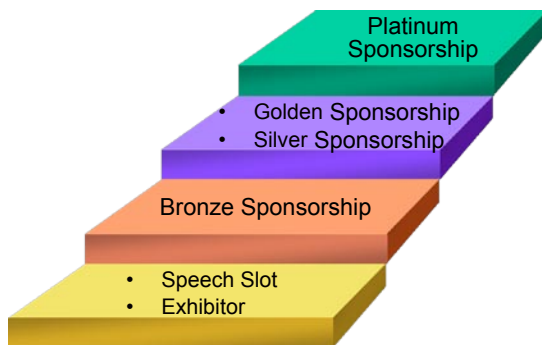 Platinum
Sponsorship
• Golden Sponsorship
• Silver Sponsorship
Bronze Sponsorship
• Speech Slot
• Exhibitor